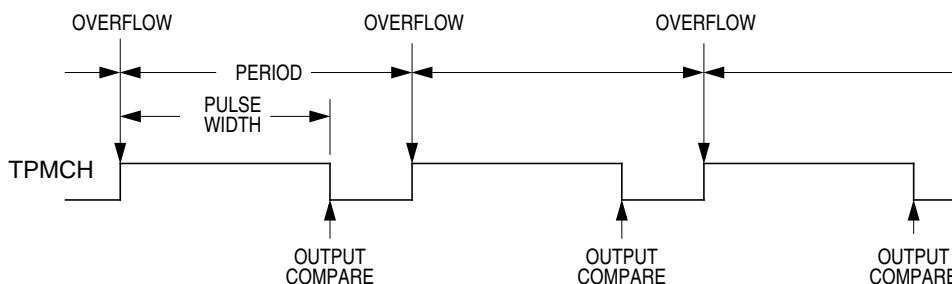 OVERFLOW OVERFLOW OVERFLOW
PERIOD
PULSE
WIDTH
TPMCH
OUTPUT
COMPARE
OUTPUT
COMPARE
OUTPUT
COMPARE